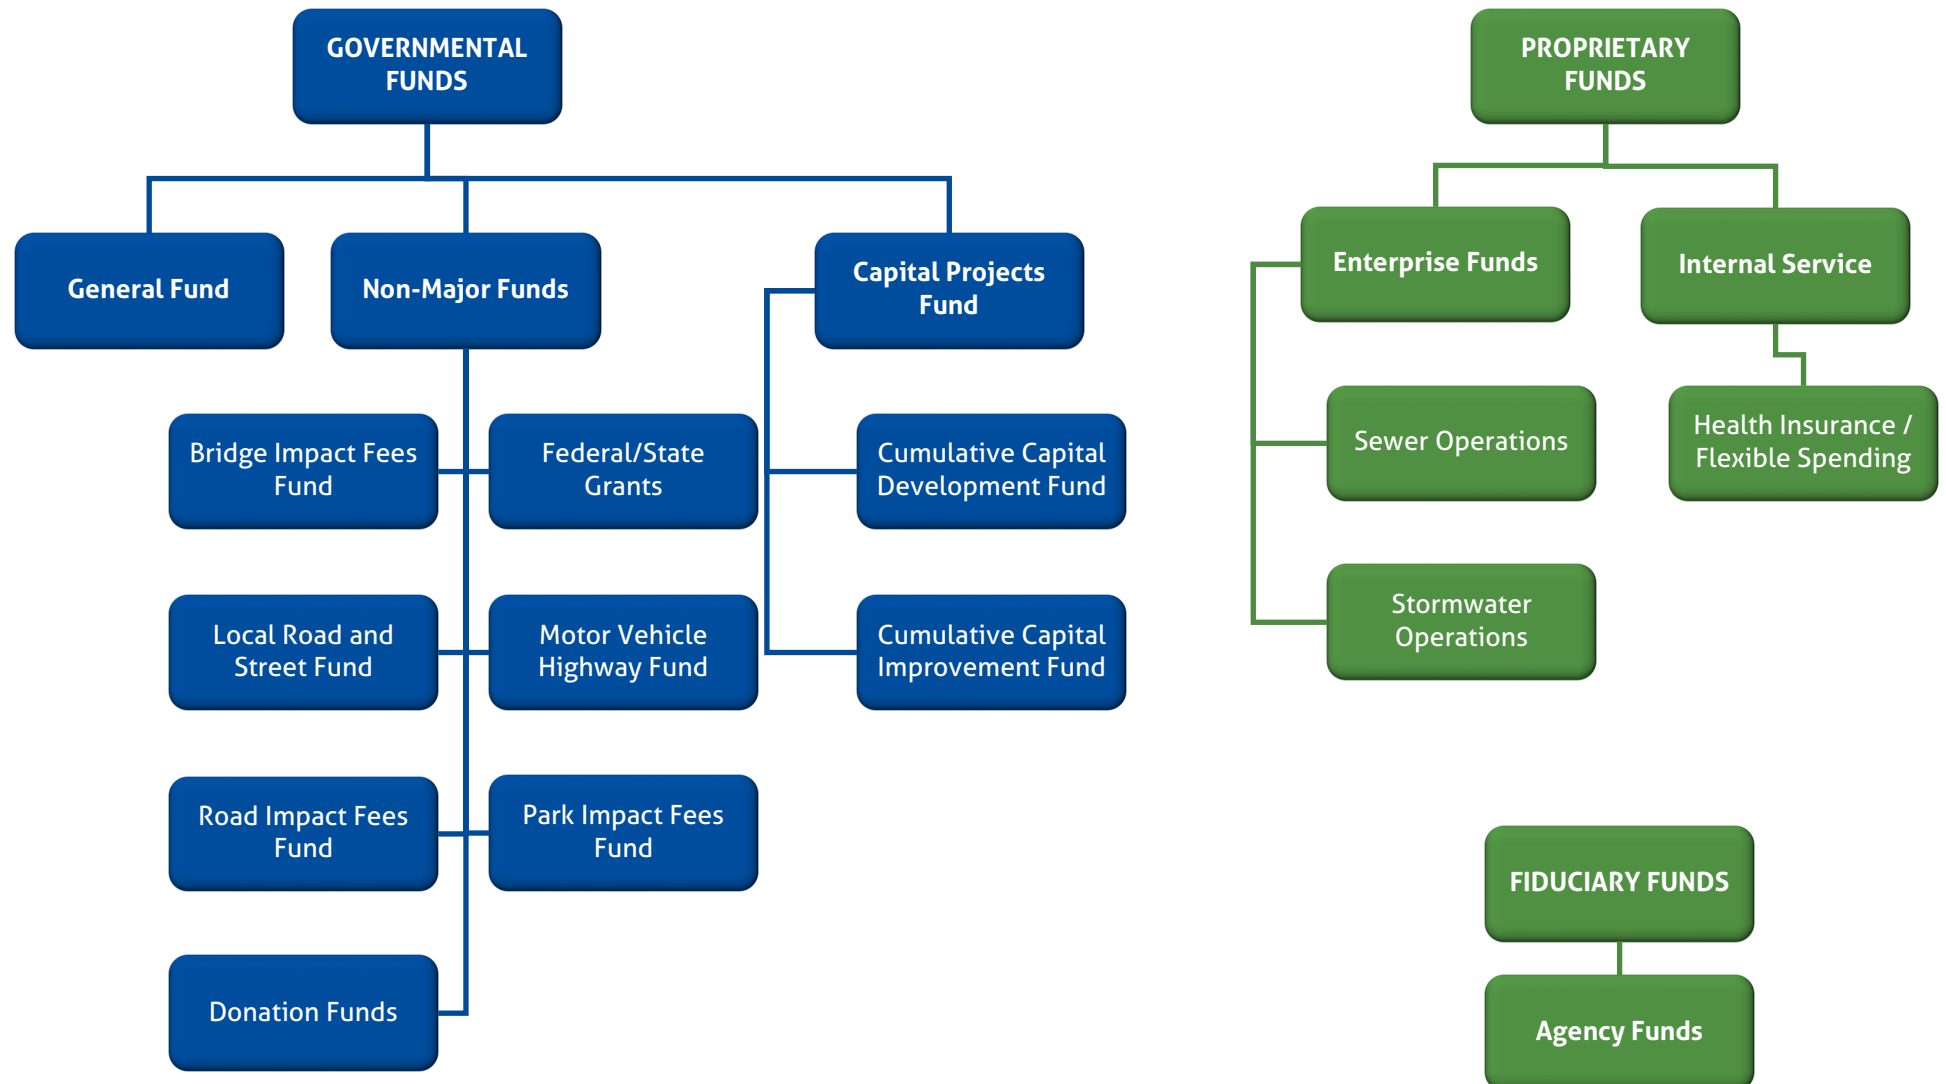 GOVERNMENTAL
FUNDS
General Fund
Non-Major Funds
Capital Projects
Fund
Bridge Impact Fees
Fund
Federal/State
Grants
Cumulative Capital
Development Fund
Local Road and
Street Fund
Motor Vehicle
Highway Fund
Cumulative Capital
Improvement Fund
Road Impact Fees
Fund
Park Impact Fees
Fund
Donation Funds
PROPRIETARY
FUNDS
Enterprise Funds
Internal Service
Sewer Operations
Health Insurance /
Flexible Spending
Stormwater
Operations
FIDUCIARY FUNDS
Agency Funds